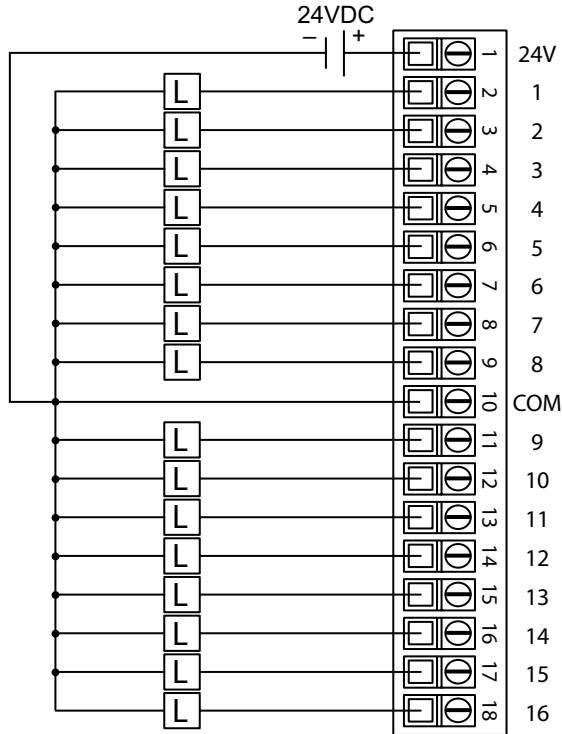 24VDC
– +
1 24V
L 2 1
L 3 2
L 4 3
L 5 4
L 6 5
L 7 6
L 8 7
L 9 8
10 COM
L 11 9
L 12 10
L 13 11
L 14 12
L 15 13
L 16 14
L 17 15
L 18 16